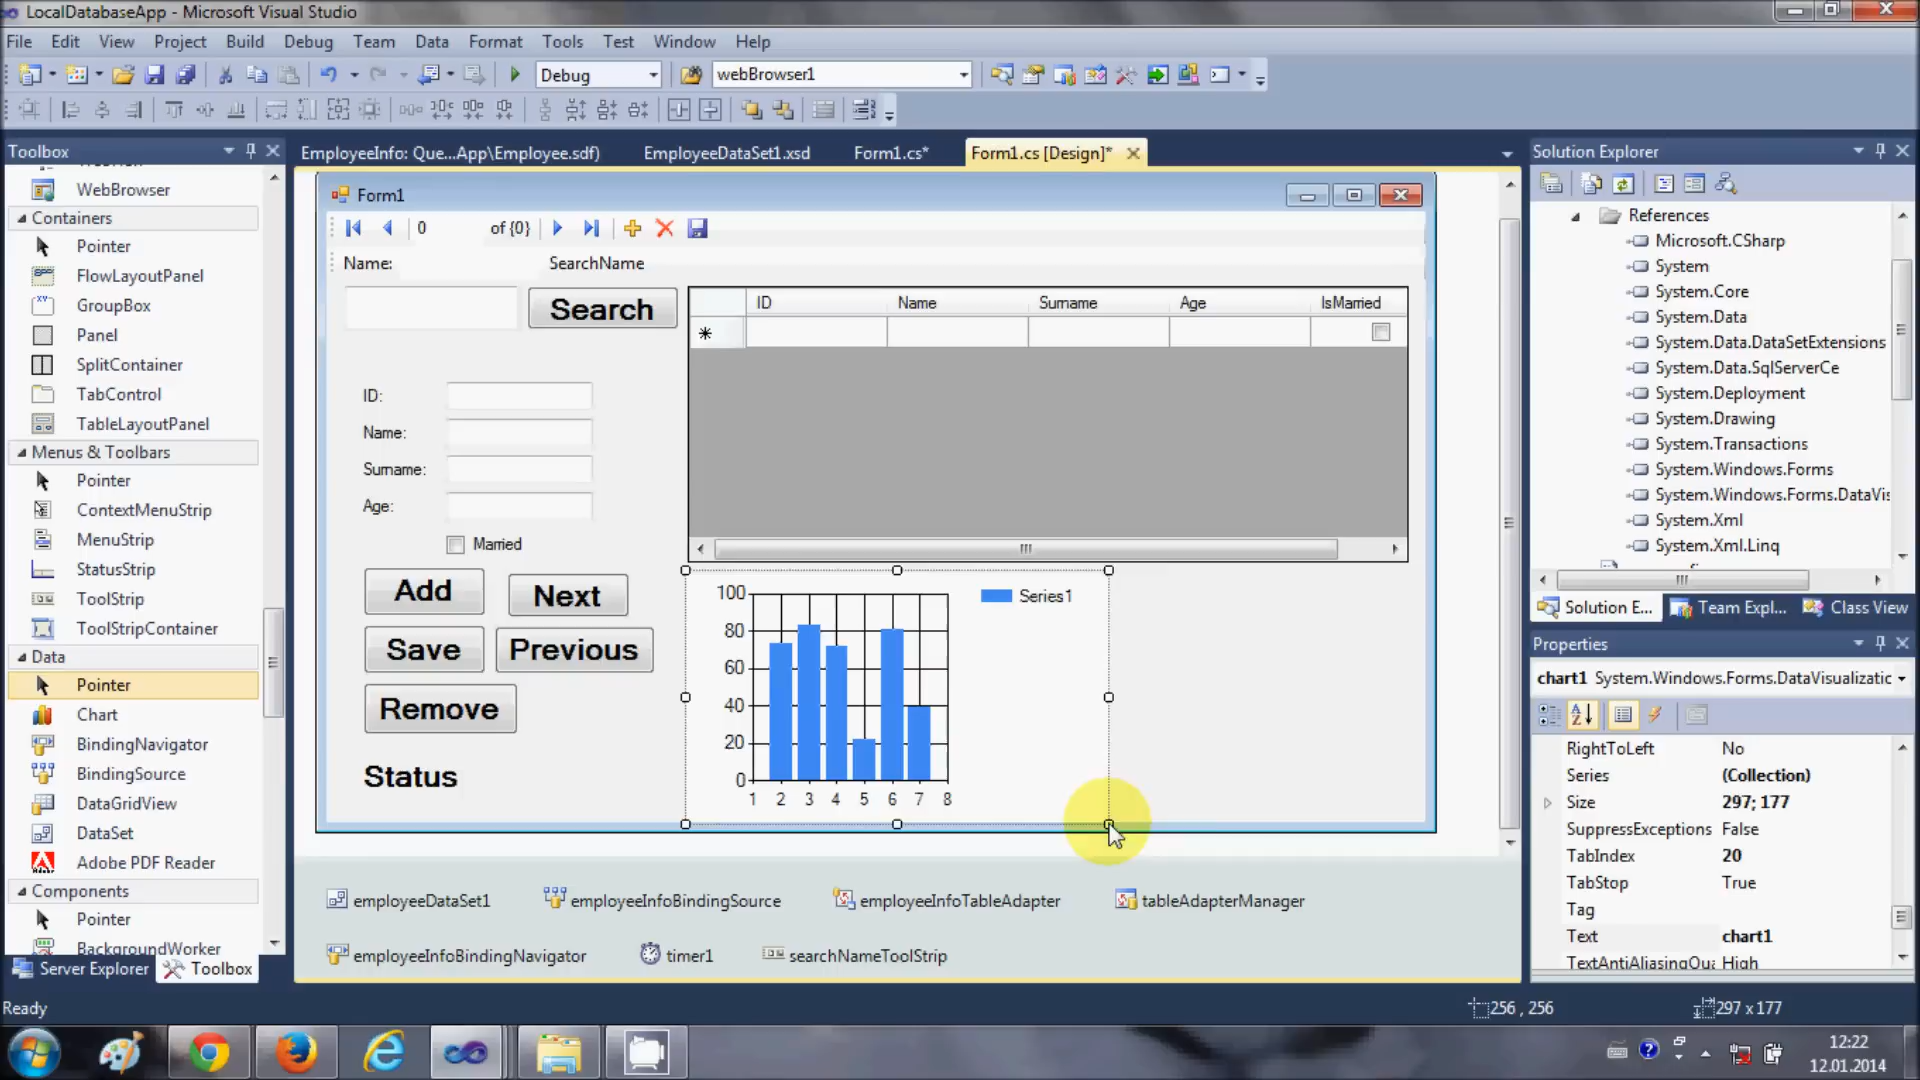 LocalDatabaseApp - Microsoft Visual Studio
File Edit View Project Build Debug Team Data Format Tools Test Window Help
Debug webBrowser1
Toolbox
EmployeeInfo: Que...App\Employee.sdf) EmployeeDataSet1.xsd Form1.cs* Form1.cs [Design]*
Solution Explorer
WebBrowser
Containers
Pointer
FlowLayoutPanel
GroupBox
Panel
SplitContainer
TabControl
TableLayoutPanel
Menus & Toolbars
Pointer
ContextMenuStrip
MenuStrip
StatusStrip
ToolStrip
ToolStripContainer
Data
Pointer
Chart
BindingNavigator
BindingSource
DataGridView
DataSet
Adobe PDF Reader
Components
Pointer
BackgroundWorker
Server Explorer Toolbox
Form1
0 of {0}
Name: SearchName
Search
ID Name Surname Age IsMarried
ID:
Name:
Surname:
Age:
Married
Add Next
Save Previous
Remove
Status
100
80
60
40
20
0
1 2 3 4 5 6 7 8
Series1
employeeDataSet1 employeeInfoBindingSource employeeInfoTableAdapter tableAdapterManager
employeeInfoBindingNavigator timer1 searchNameToolStrip
References
Microsoft.CSharp
System
System.Core
System.Data
System.Data.DataSetExtensions
System.Data.SqlServerCe
System.Deployment
System.Drawing
System.Transactions
System.Windows.Forms
System.Windows.Forms.DataVis
System.Xml
System.Xml.Linq
Solution E... Team Expl... Class View
Properties
chart1 System.Windows.Forms.DataVisualizatic
RightToLeft No
Series (Collection)
Size 297; 177
SuppressExceptions False
TabIndex 20
TabStop True
Tag
Text chart1
TextAntiAliasingQua High
Ready
256 , 256
297 x 177
12:22
12.01.2014